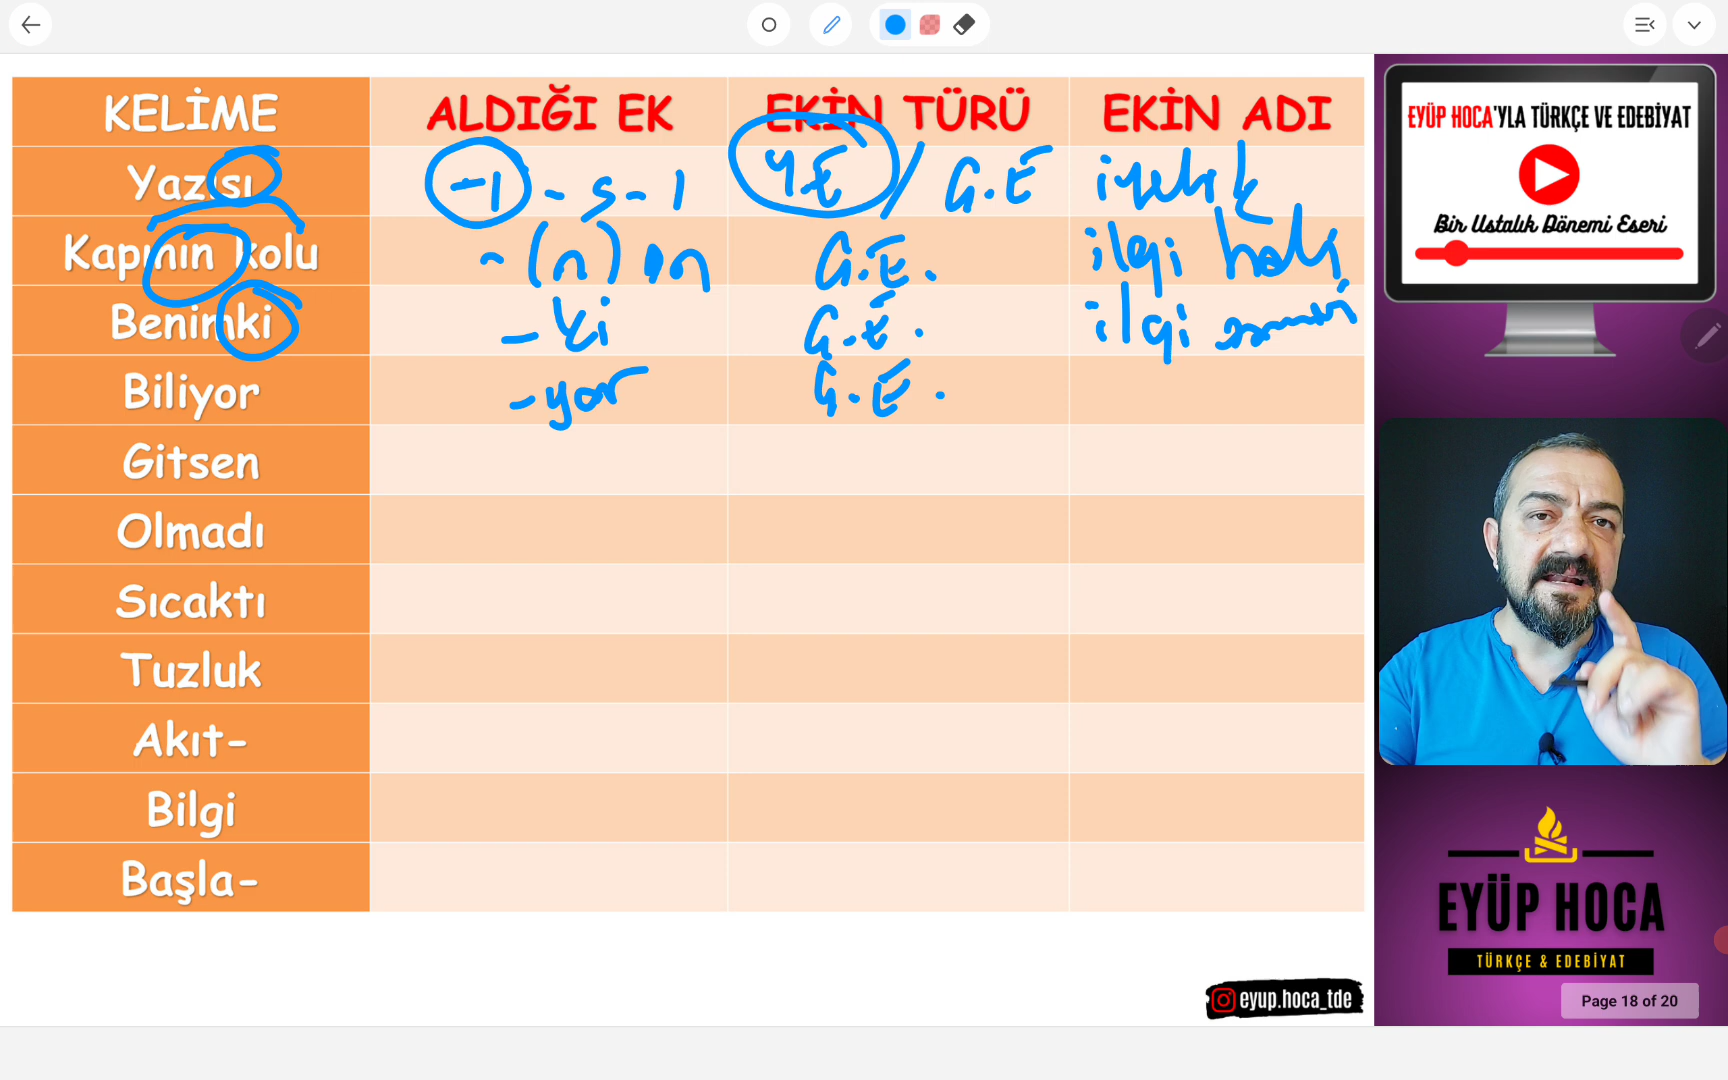 KELİME ALDIĞI EK EKİN TÜRÜ EKİN ADI
Yazısı -ı -s-ı Y.E / G.E iyelik
Kapının kolu -(n)ın G.E. ilgi hali
Benimki -ki G.E. ilgi
Biliyor -yor G.E.
Gitsen
Olmadı
Sıcaktı
Tuzluk
Akıt-
Bilgi
Başla-
EYÜP HOCA'YLA TÜRKÇE VE EDEBİYAT
Bir Ustalık Dönemi Eseri
EYÜP HOCA
TÜRKÇE & EDEBİYAT
eyup.hoca_tde
Page 18 of 20